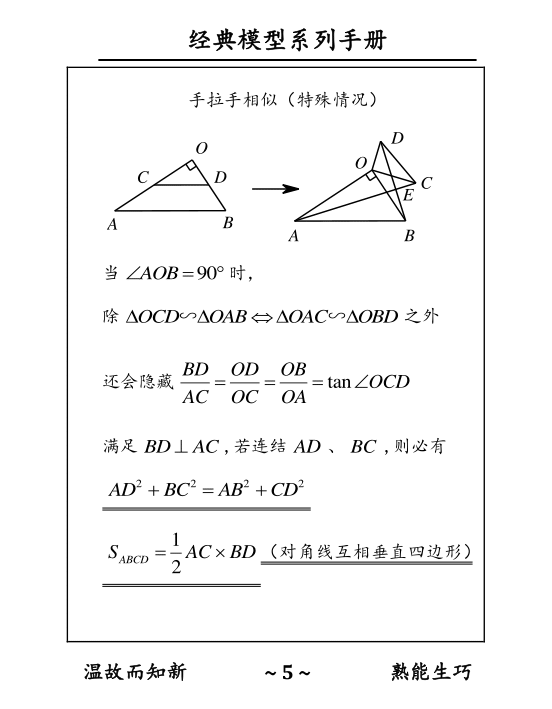 经典模型系列手册
手拉手相似（特殊情况）
O
C D
A B
D
O
C
E
A B
当 ∠AOB=90° 时，
除 ΔOCD∽ΔOAB⇔ΔOAC∽ΔOBD 之外
还会隐藏 BD/AC = OD/OC = OB/OA = tan∠OCD
满足 BD⊥AC，若连结 AD 、 BC ，则必有
AD²+BC²=AB²+CD²
S_ABCD = 1/2 AC×BD （对角线互相垂直四边形）
温故而知新 ~ 5 ~ 熟能生巧